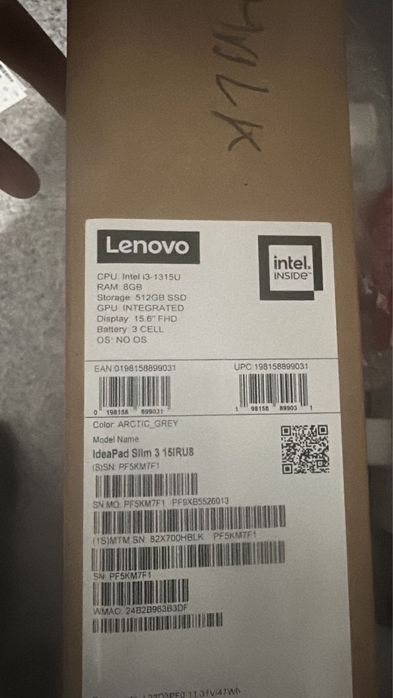 Lenovo
intel.
INSIDE™
CPU: Intel i3-1315U
RAM: 8GB
Storage: 512GB SSD
GPU: INTEGRATED
Display: 15.6" FHD
Battery: 3 CELL
OS: NO OS
EAN:0198158899031 UPC:198158899031
0 198158 899031 1 98158 89903 1
Color: ARCTIC_GREY
Model Name
IdeaPad Slim 3 15IRU8
(S)SN: PF5KM7F1
SN MO: PF5KM7F1 PF9XB5526013
(1S)MTM,SN: 82X700HBLK PF5KM7F1
SN: PF5KM7F1
WMAC: 24B2B963B3DF